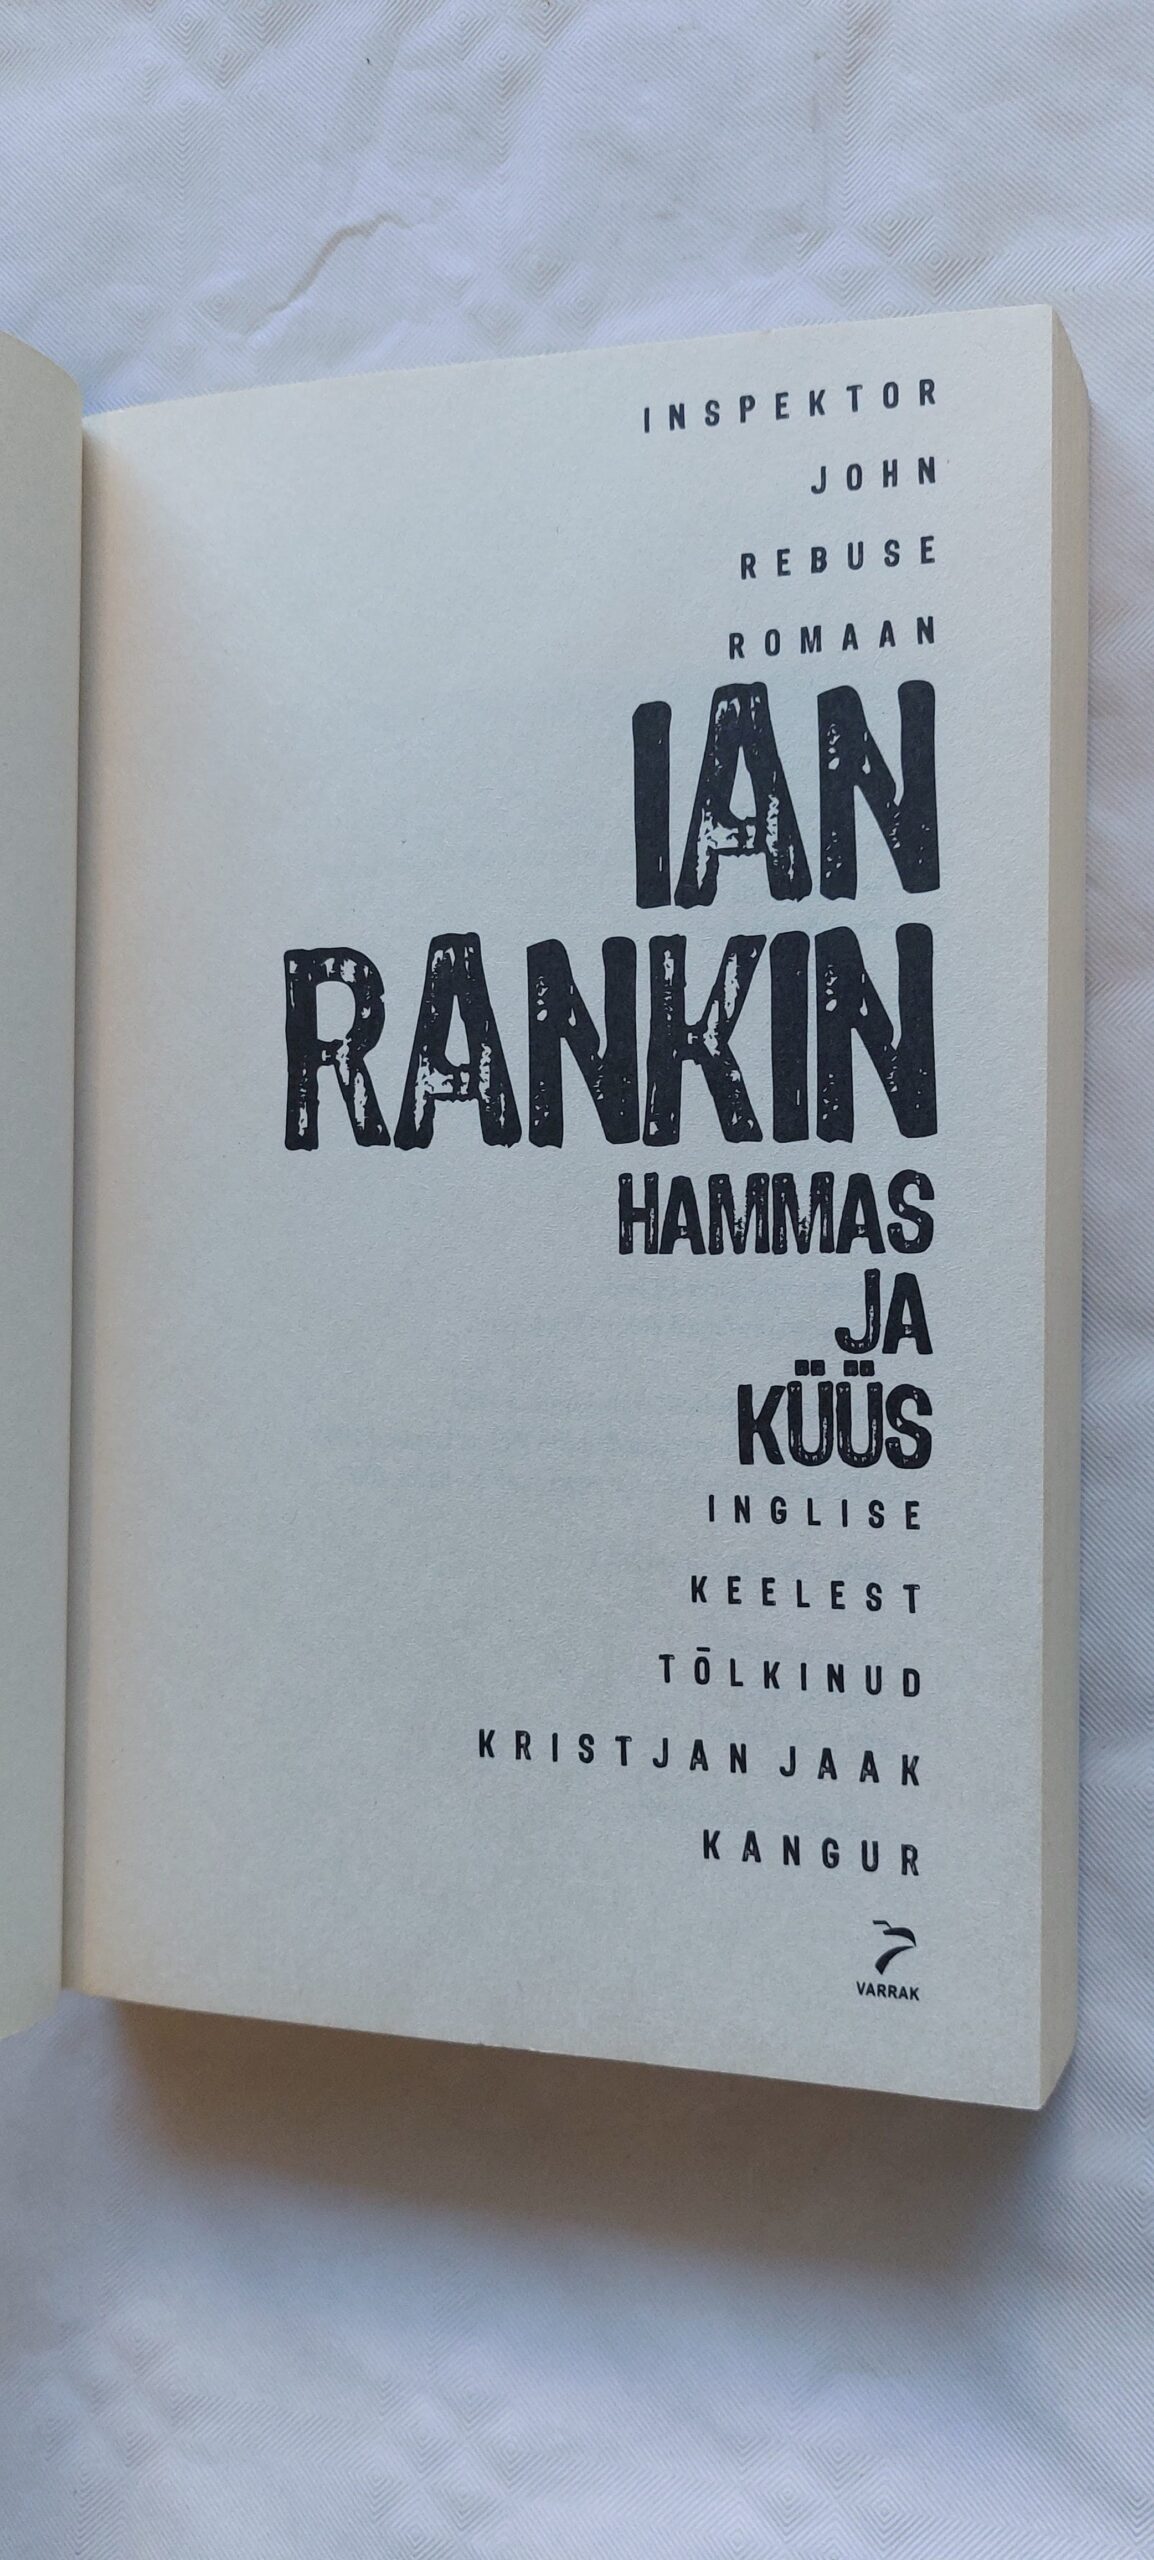 INSPEKTOR
JOHN
REBUSE
ROMAAN
IAN
RANKIN
HAMMAS
JA
KÜÜS
INGLISE
KEELEST
TÕLKINUD
KRISTJAN JAAK
KANGUR
VARRAK